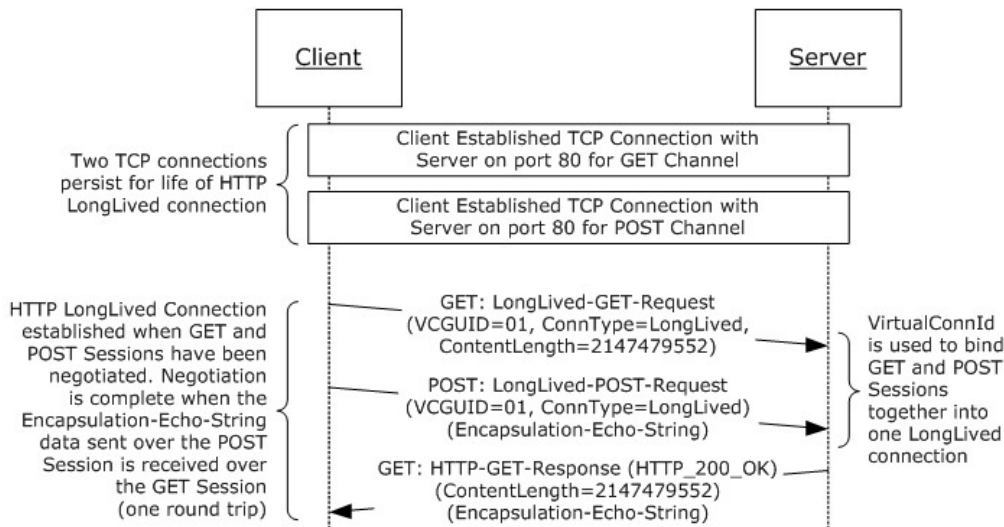 Client
Server
Two TCP connections
persist for life of HTTP
LongLived connection
Client Established TCP Connection with
Server on port 80 for GET Channel
Client Established TCP Connection with
Server on port 80 for POST Channel
HTTP LongLived Connection
established when GET and
POST Sessions have been
negotiated. Negotiation
is complete when the
Encapsulation-Echo-String
data sent over the POST
Session is received over
the GET Session
(one round trip)
GET: LongLived-GET-Request
(VCGUID=01, ConnType=LongLived,
ContentLength=2147479552)
POST: LongLived-POST-Request
(VCGUID=01, ConnType=LongLived)
(Encapsulation-Echo-String)
GET: HTTP-GET-Response (HTTP_200_OK)
(ContentLength=2147479552)
(Encapsulation-Echo-String)
VirtualConnId
is used to bind
GET and POST
Sessions
together into
one LongLived
connection